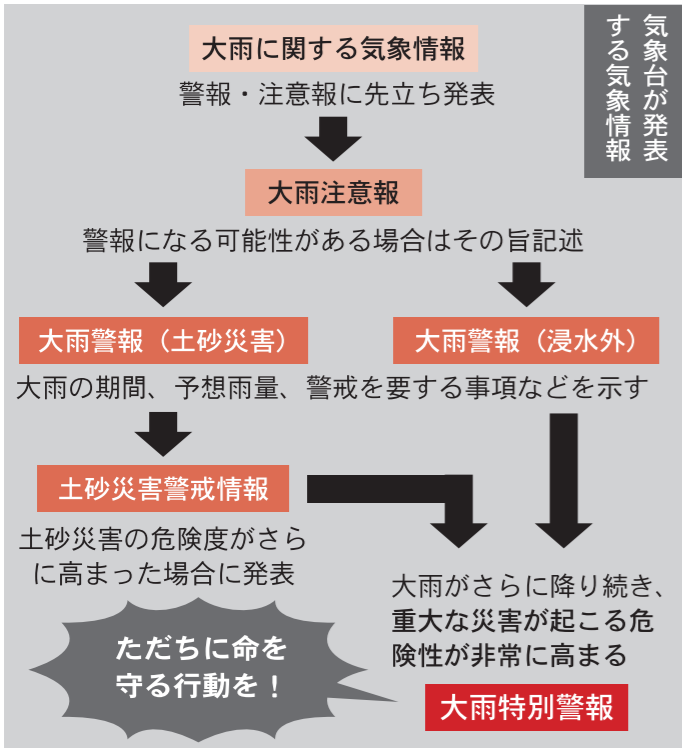 気象台が発表
する気象情報
大雨に関する気象情報
警報・注意報に先立ち発表
大雨注意報
警報になる可能性がある場合はその旨記述
大雨警報（土砂災害）
大雨警報（浸水外）
大雨の期間、予想雨量、警戒を要する事項などを示す
土砂災害警戒情報
土砂災害の危険度がさら
に高まった場合に発表
大雨がさらに降り続き、
重大な災害が起こる危
険性が非常に高まる
大雨特別警報
ただちに命を
守る行動を！